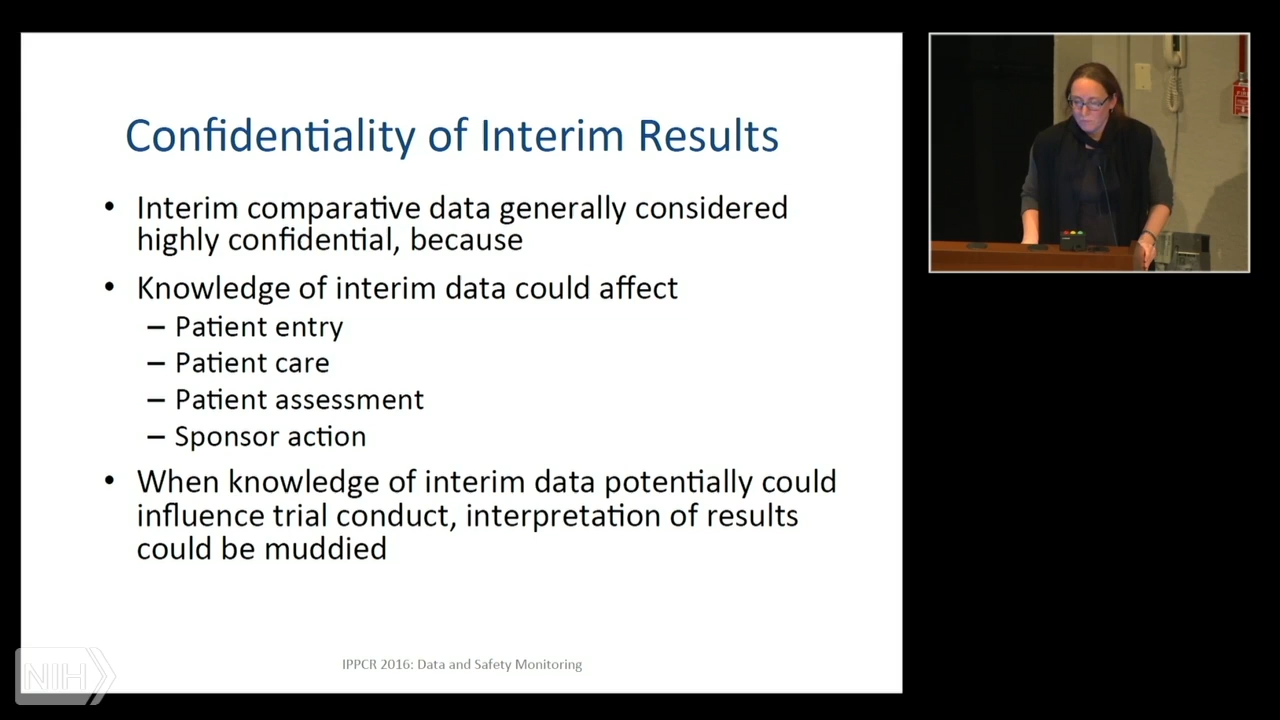 Confidentiality of Interim Results
• Interim comparative data generally considered
highly confidential, because
• Knowledge of interim data could affect
– Patient entry
– Patient care
– Patient assessment
– Sponsor action
• When knowledge of interim data potentially could
influence trial conduct, interpretation of results
could be muddied
IPPCR 2016: Data and Safety Monitoring
NIH